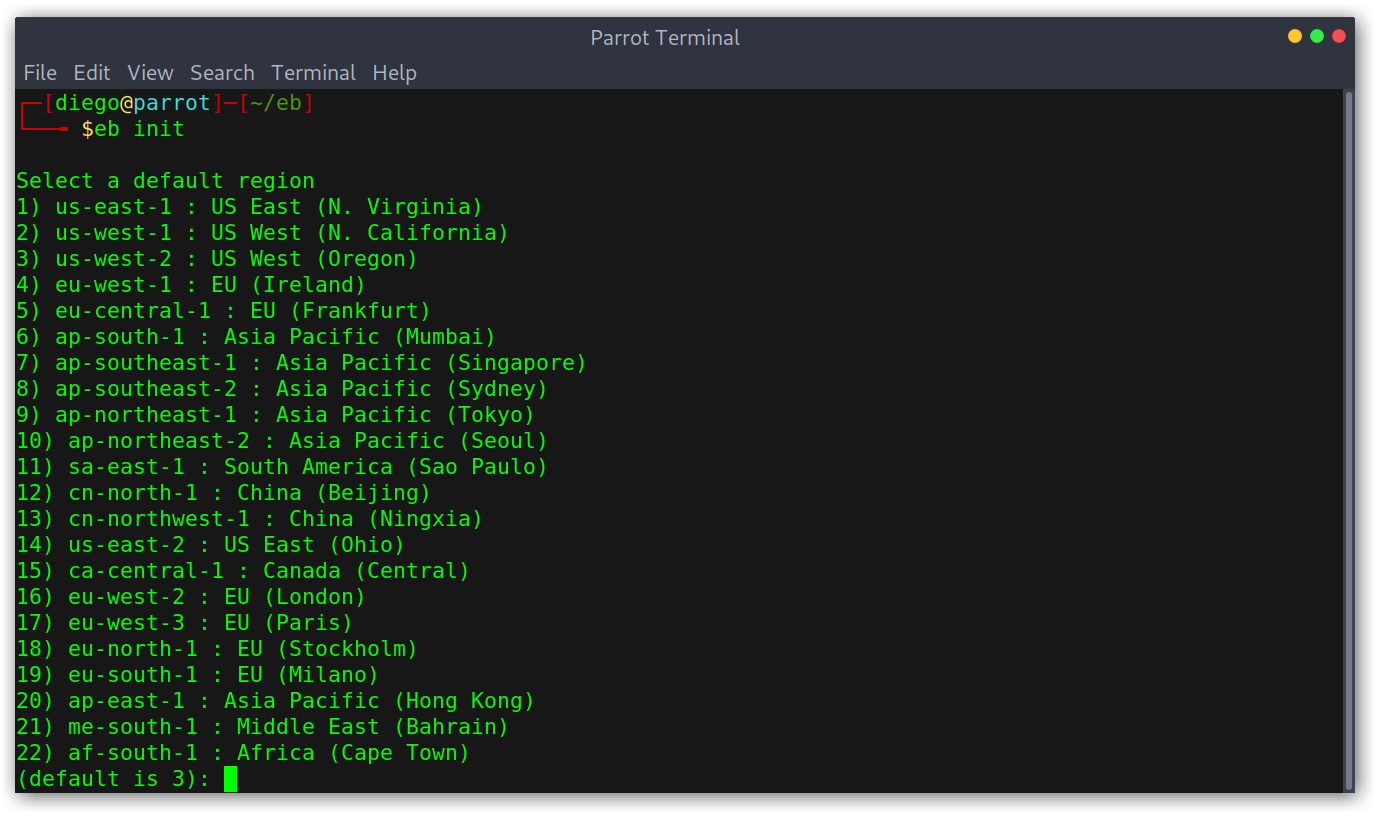 Parrot Terminal
File Edit View Search Terminal Help
┌─[diego@parrot]─[~/eb]
└──╼ $eb init
Select a default region
1) us-east-1 : US East (N. Virginia)
2) us-west-1 : US West (N. California)
3) us-west-2 : US West (Oregon)
4) eu-west-1 : EU (Ireland)
5) eu-central-1 : EU (Frankfurt)
6) ap-south-1 : Asia Pacific (Mumbai)
7) ap-southeast-1 : Asia Pacific (Singapore)
8) ap-southeast-2 : Asia Pacific (Sydney)
9) ap-northeast-1 : Asia Pacific (Tokyo)
10) ap-northeast-2 : Asia Pacific (Seoul)
11) sa-east-1 : South America (Sao Paulo)
12) cn-north-1 : China (Beijing)
13) cn-northwest-1 : China (Ningxia)
14) us-east-2 : US East (Ohio)
15) ca-central-1 : Canada (Central)
16) eu-west-2 : EU (London)
17) eu-west-3 : EU (Paris)
18) eu-north-1 : EU (Stockholm)
19) eu-south-1 : EU (Milano)
20) ap-east-1 : Asia Pacific (Hong Kong)
21) me-south-1 : Middle East (Bahrain)
22) af-south-1 : Africa (Cape Town)
(default is 3):